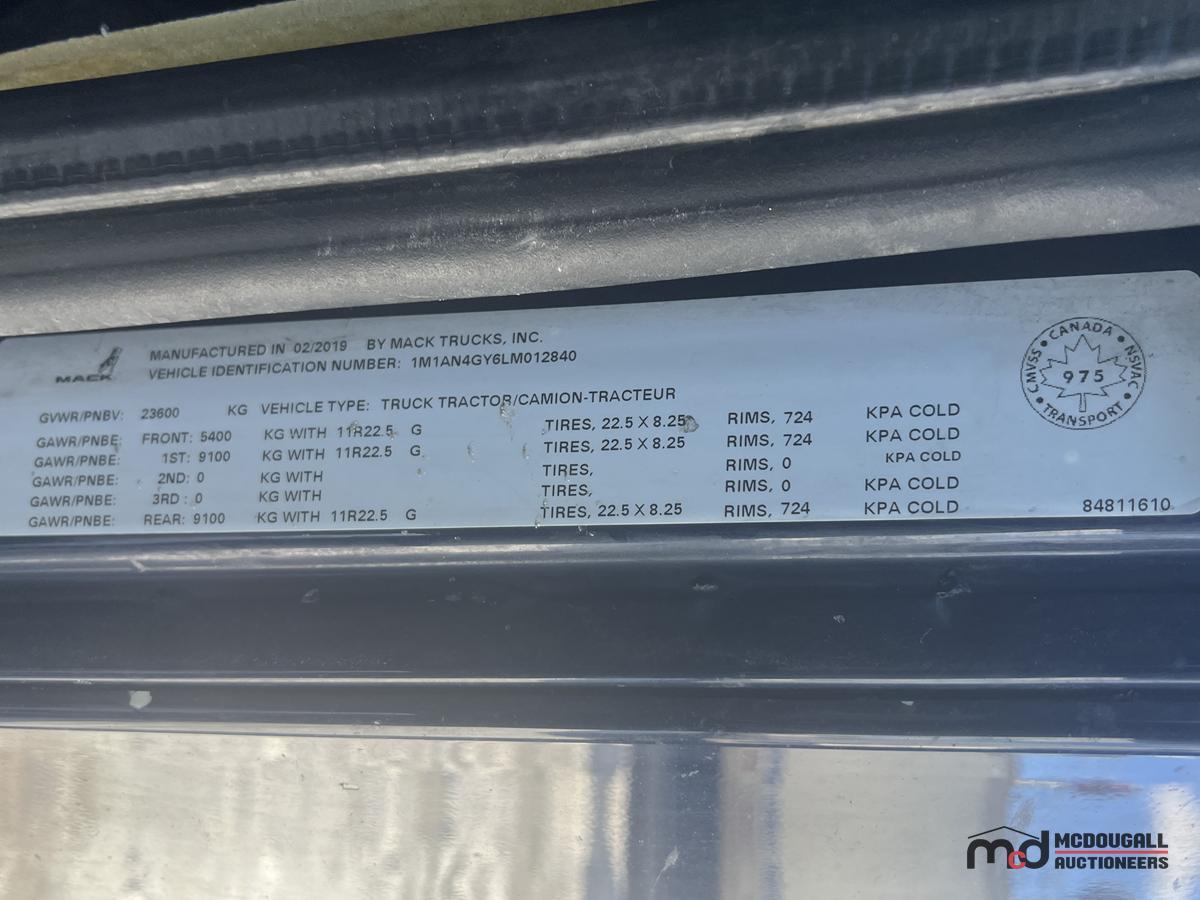 MACK
MANUFACTURED IN 02/2019 BY MACK TRUCKS, INC.
VEHICLE IDENTIFICATION NUMBER: 1M1AN4GY6LM012840
GVWR/PNBV: 23600 KG VEHICLE TYPE: TRUCK TRACTOR/CAMION-TRACTEUR
GAWR/PNBE: FRONT: 5400 KG WITH 11R22.5 G TIRES, 22.5 X 8.25 RIMS, 724 KPA COLD
GAWR/PNBE: 1ST: 9100 KG WITH 11R22.5 G TIRES, 22.5 X 8.25 RIMS, 724 KPA COLD
GAWR/PNBE: 2ND: 0 KG WITH TIRES, RIMS, 0 KPA COLD
GAWR/PNBE: 3RD: 0 KG WITH TIRES, RIMS, 0 KPA COLD
GAWR/PNBE: REAR: 9100 KG WITH 11R22.5 G TIRES, 22.5 X 8.25 RIMS, 724 KPA COLD
CANADA
CMVSS · NSVAC
975
TRANSPORT
84811610
mcd MCDOUGALL
AUCTIONEERS